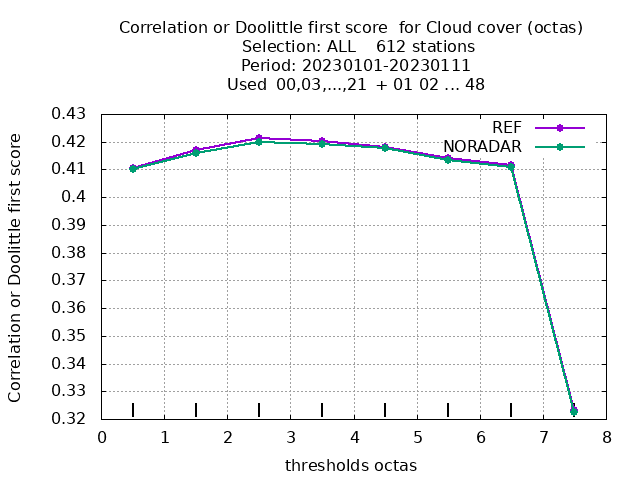 Correlation or Doolittle first score  for Cloud cover (octas)
Selection: ALL    612 stations
Period: 20230101-20230111
Used  00,03,...,21  + 01 02 ... 48
Correlation or Doolittle first score
0.43
0.42
0.41
0.4
0.39
0.38
0.37
0.36
0.35
0.34
0.33
0.32
REF
NORADAR
0 1 2 3 4 5 6 7 8
thresholds octas